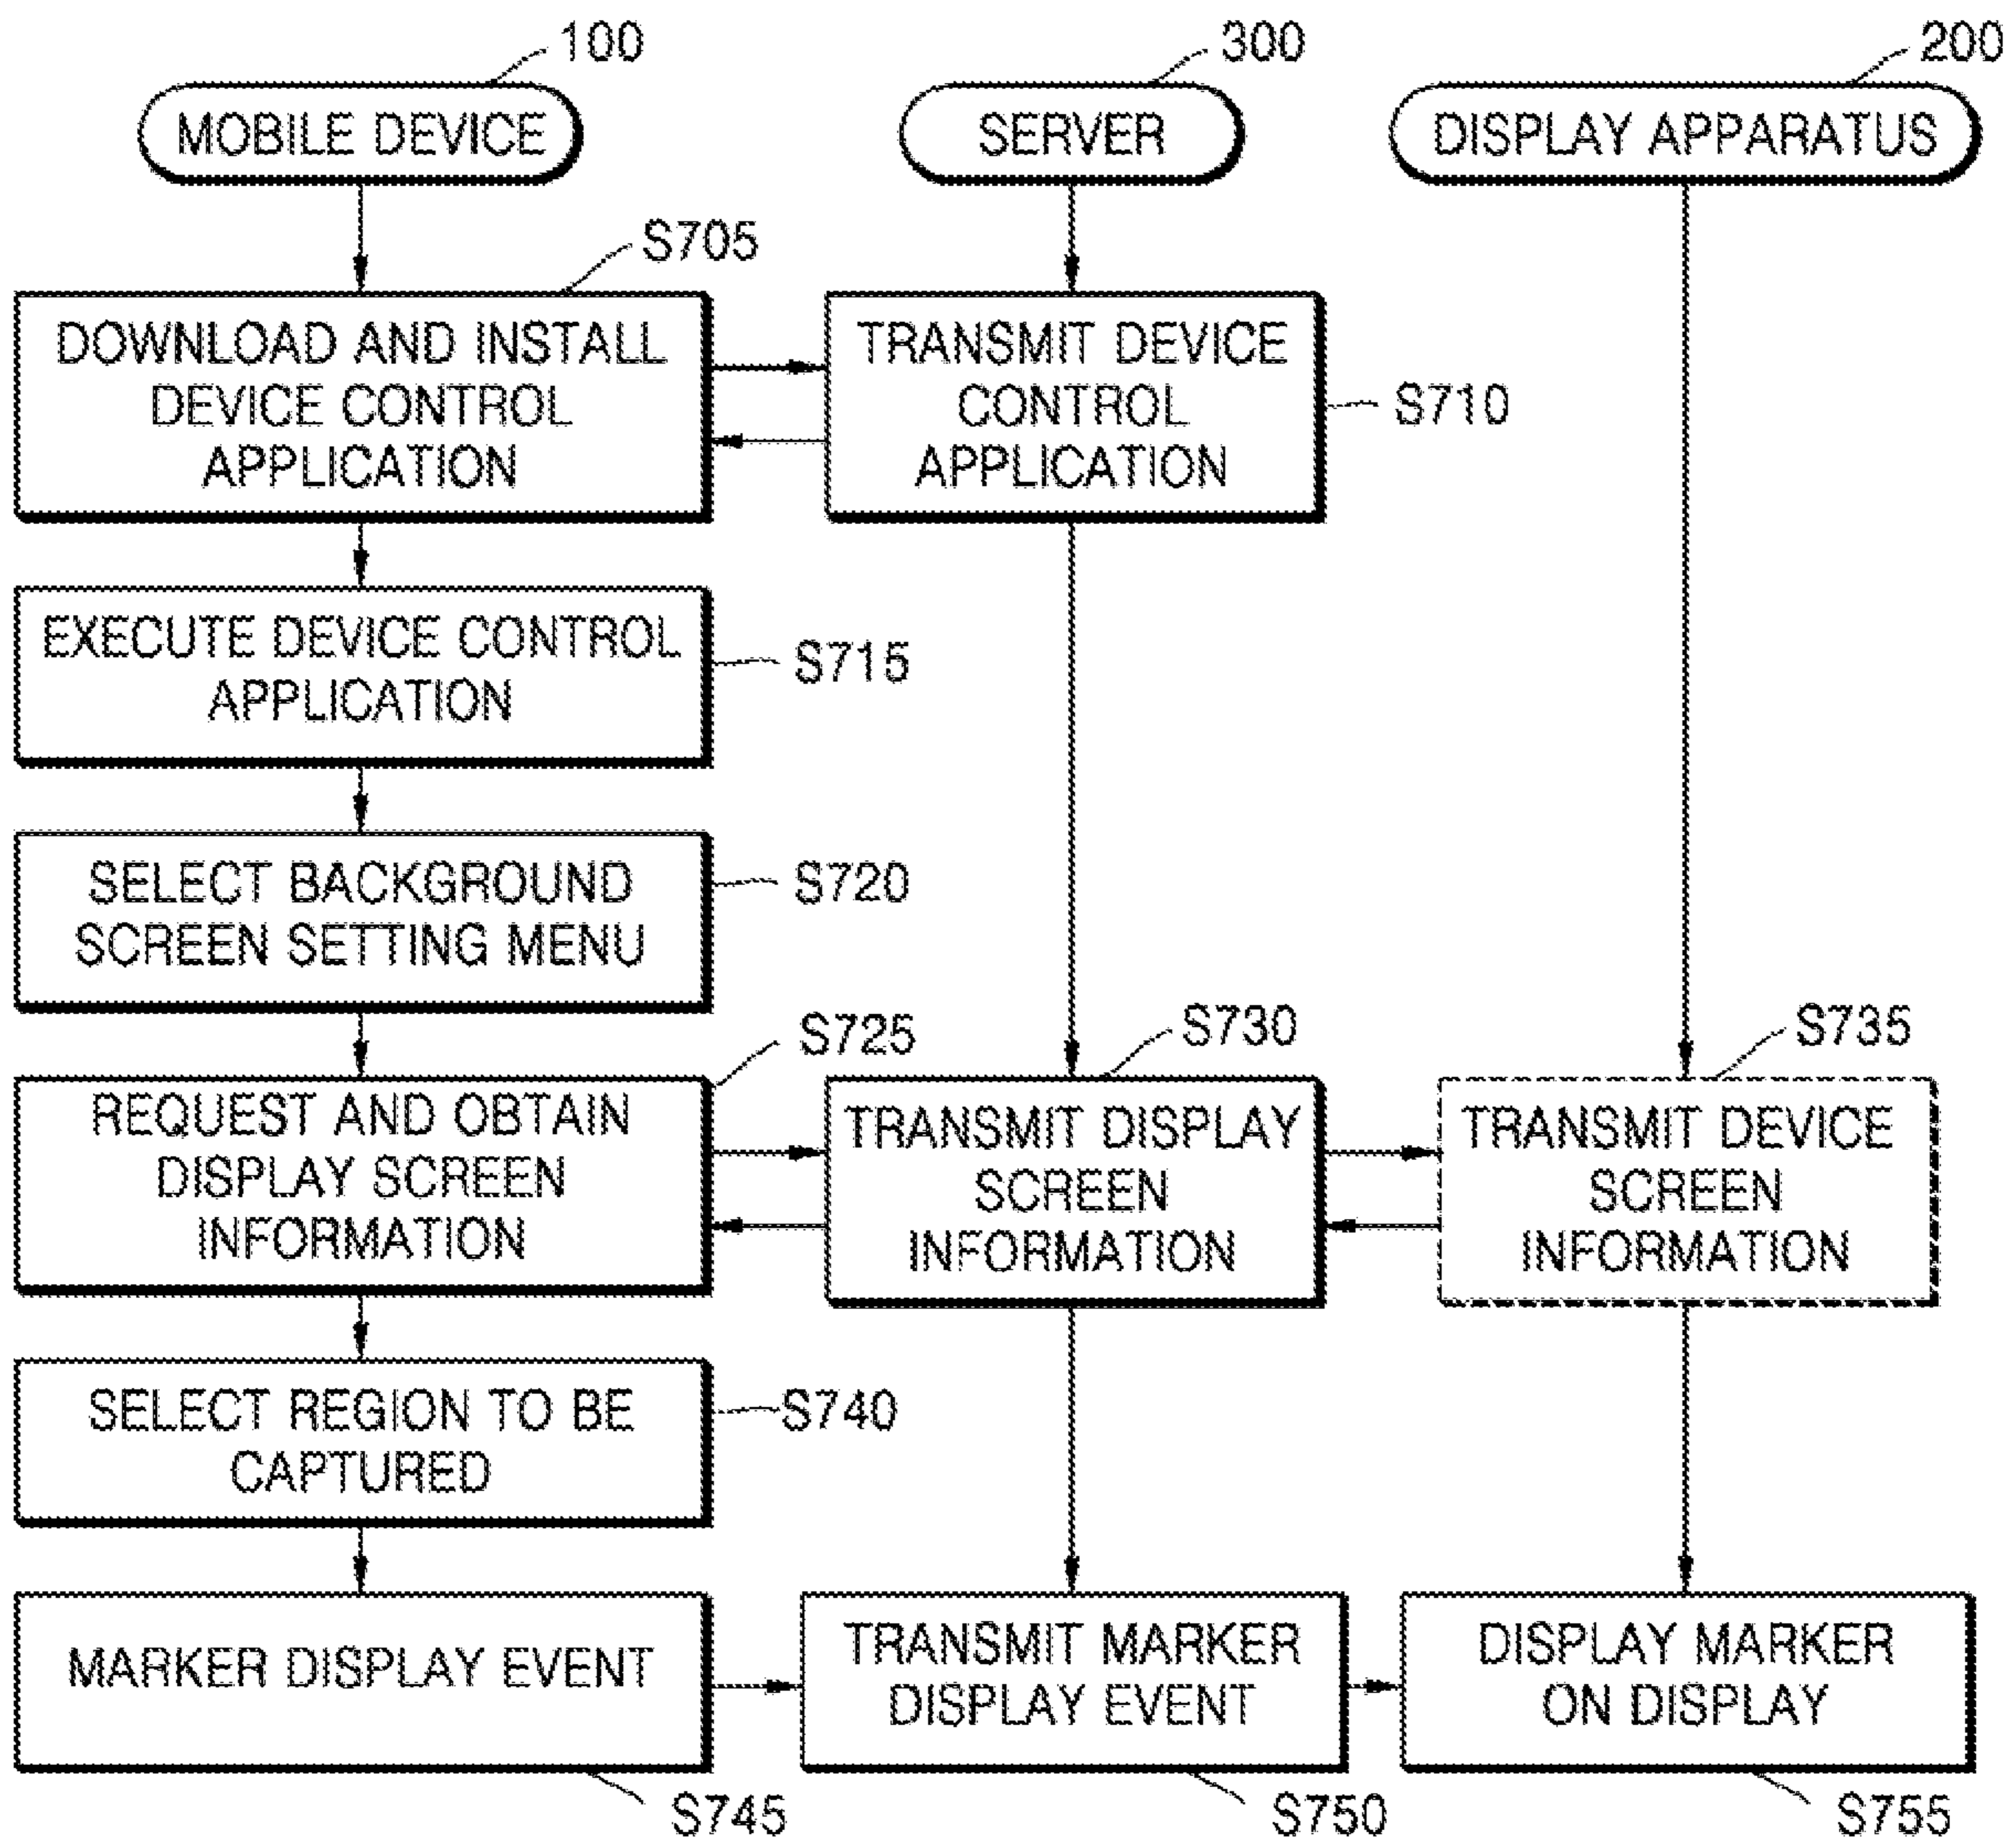 100
300
200
MOBILE DEVICE
SERVER
DISPLAY APPARATUS
S705
DOWNLOAD AND INSTALL
DEVICE CONTROL
APPLICATION
TRANSMIT DEVICE
CONTROL
APPLICATION
S710
EXECUTE DEVICE CONTROL
APPLICATION
S715
SELECT BACKGROUND
SCREEN SETTING MENU
S720
S725
REQUEST AND OBTAIN
DISPLAY SCREEN
INFORMATION
S730
TRANSMIT DISPLAY
SCREEN
INFORMATION
S735
TRANSMIT DEVICE
SCREEN
INFORMATION
SELECT REGION TO BE
CAPTURED
S740
MARKER DISPLAY EVENT
S745
TRANSMIT MARKER
DISPLAY EVENT
S750
DISPLAY MARKER
ON DISPLAY
S755